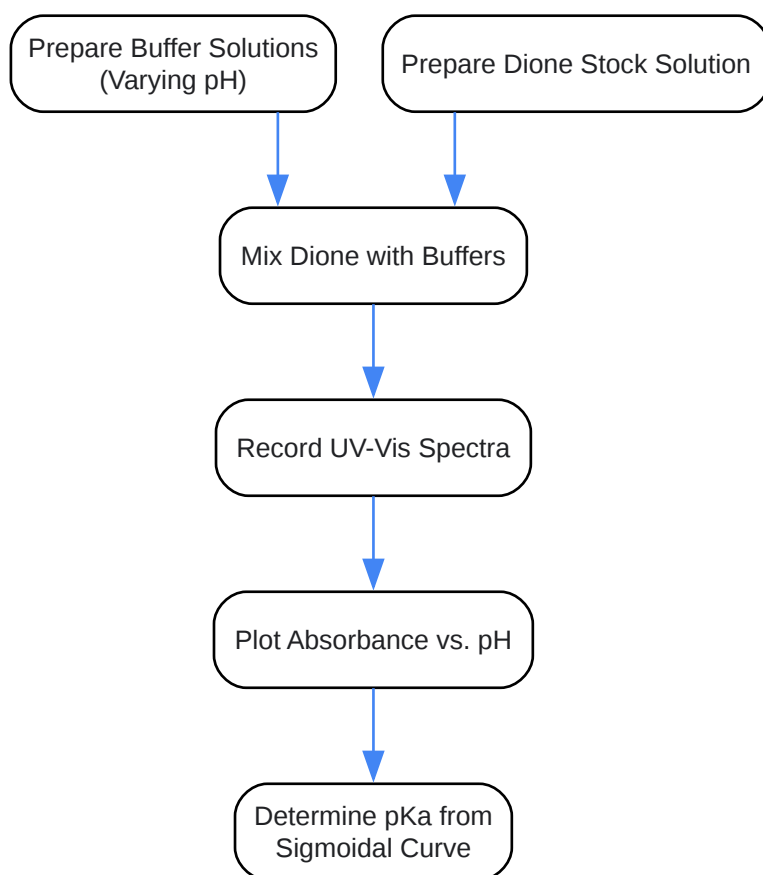 Prepare Buffer Solutions
(Varying pH)
Prepare Dione Stock Solution
Mix Dione with Buffers
Record UV-Vis Spectra
Plot Absorbance vs. pH
Determine pKa from
Sigmoidal Curve